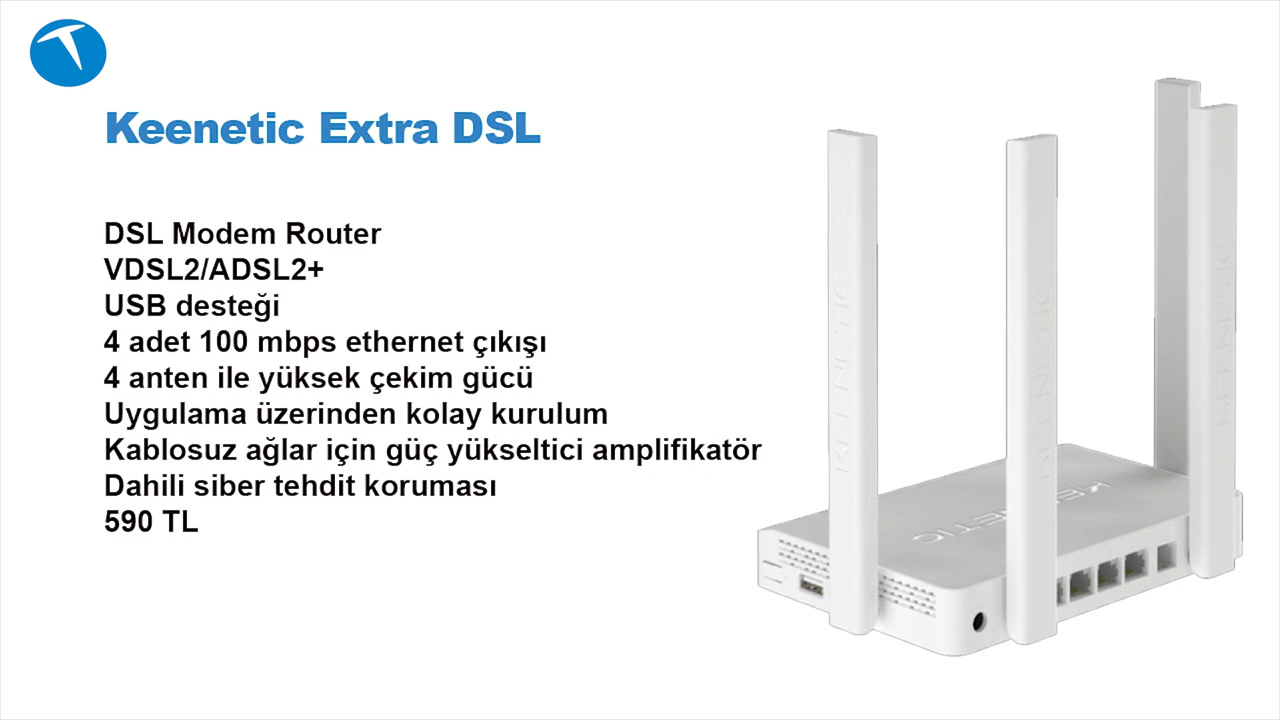 Keenetic Extra DSL
DSL Modem Router
VDSL2/ADSL2+
USB desteği
4 adet 100 mbps ethernet çıkışı
4 anten ile yüksek çekim gücü
Uygulama üzerinden kolay kurulum
Kablosuz ağlar için güç yükseltici amplifikatör
Dahili siber tehdit koruması
590 TL
KEENETIC
KEENETIC
KEENETIC
KEENETIC